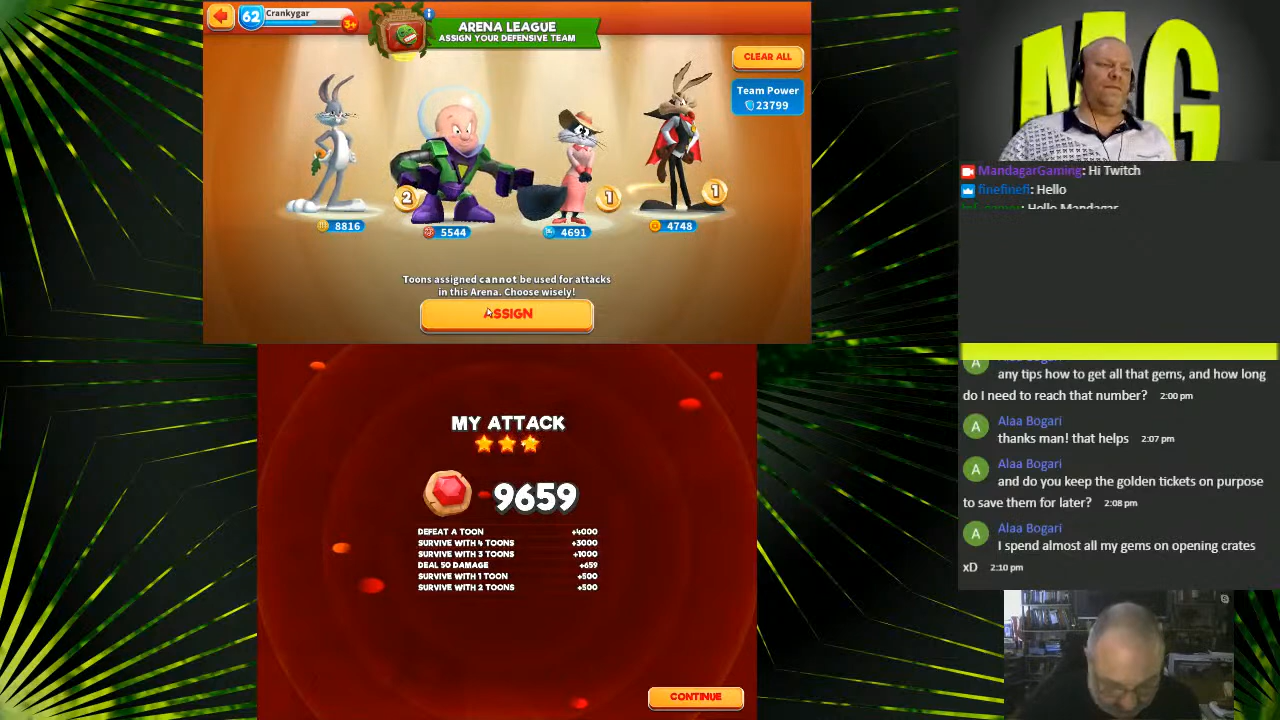 62
Crankygar
3+
ARENA LEAGUE
ASSIGN YOUR DEFENSIVE TEAM
CLEAR ALL
Team Power
23799
2
1
1
8816
5544
4691
4748
Toons assigned cannot be used for attacks
in this Arena. Choose wisely!
ASSIGN
MY ATTACK
9659
DEFEAT A TOON +4000
SURVIVE WITH 4 TOONS +3000
SURVIVE WITH 3 TOONS +1000
DEAL 50 DAMAGE +659
SURVIVE WITH 1 TOON +500
SURVIVE WITH 2 TOONS +500
CONTINUE
MG
MandagarGaming: Hi Twitch
finefinefi: Hello
Hello Mandagar
A
any tips how to get all that gems, and how long
do I need to reach that number? 2:00 pm
A
Alaa Bogari
thanks man! that helps 2:07 pm
A
Alaa Bogari
and do you keep the golden tickets on purpose
to save them for later? 2:08 pm
A
Alaa Bogari
I spend almost all my gems on opening crates
xD 2:10 pm